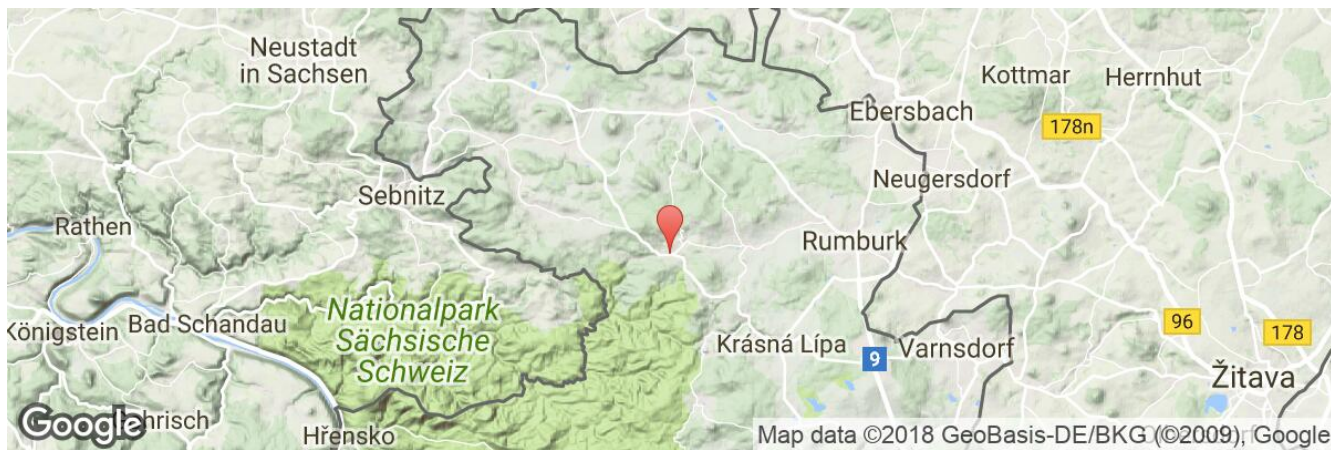 Neustadt
in Sachsen
Kottmar
Herrnhut
Ebersbach
178n
Sebnitz
Neugersdorf
Rathen
Rumburk
Nationalpark
Sächsische
Schweiz
Königstein
Bad Schandau
Krásná Lípa
9
Varnsdorf
96
178
Žitava
Google
Hřensko
Map data ©2018 GeoBasis-DE/BKG (©2009), Google